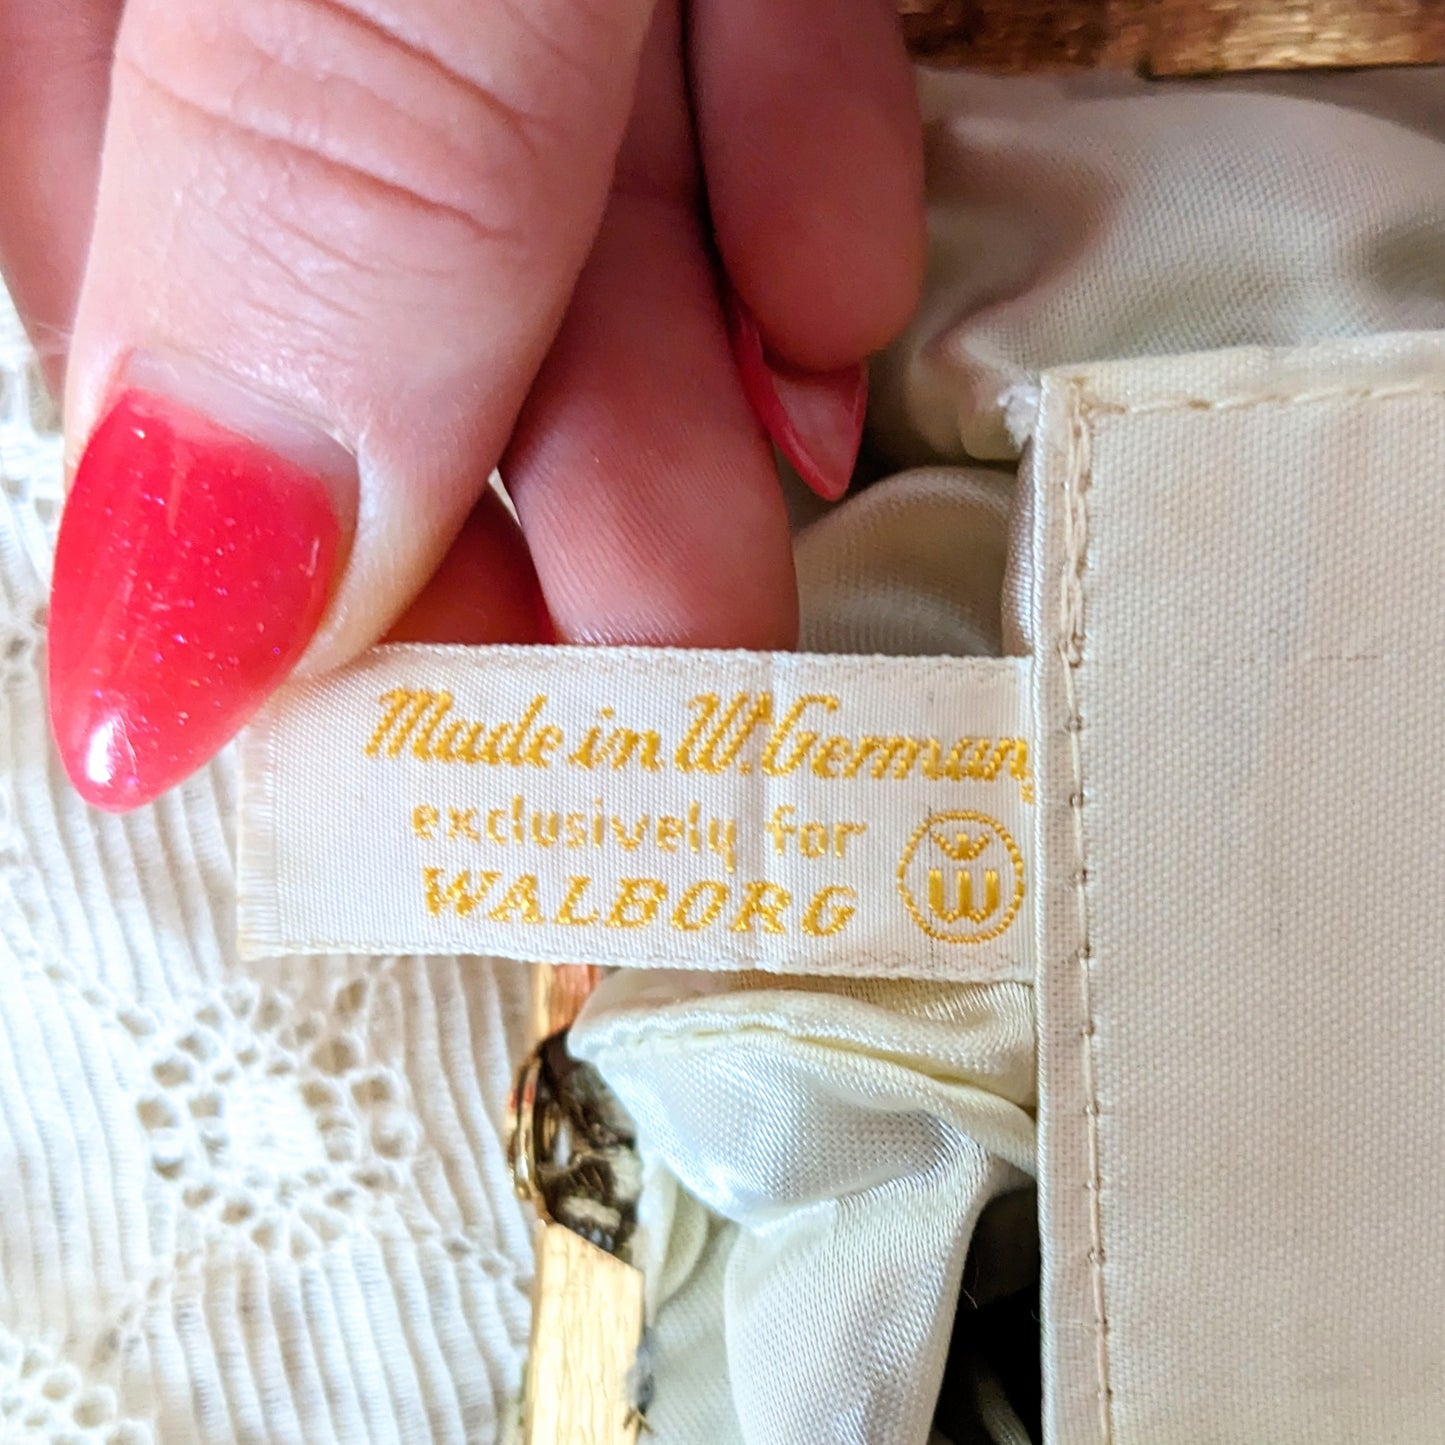 Made in W. Germany
exclusively for
WALBORG
W